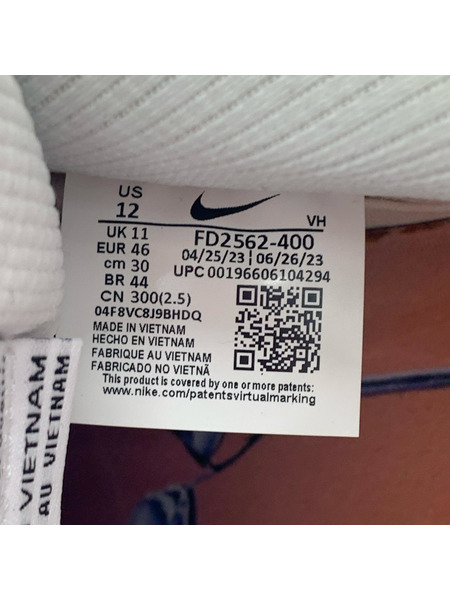 US
12
VH
UK 11
EUR 46
cm 30
BR 44
CN 300(2.5)
04F8VC8J9BHDQ
FD2562-400
04/25/23 | 06/26/23
UPC 00196606104294
MADE IN VIETNAM
HECHO EN VIETNAM
FABRIQUE AU VIETNAM
FABRICADO NO VIETNÃ
This product is covered by one or more patents:
www.nike.com/patentsvirtualmarking
VIETNAM
AU VIETNAM